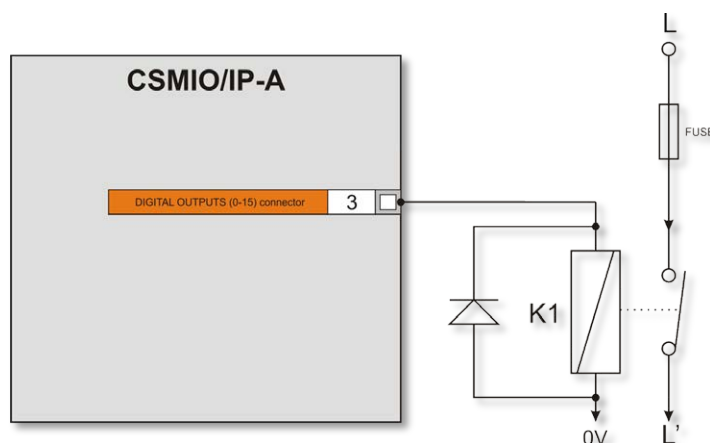 L
CSMIO/IP-A
FUSE
DIGITAL OUTPUTS (0-15) connector 3
K1
0V L'